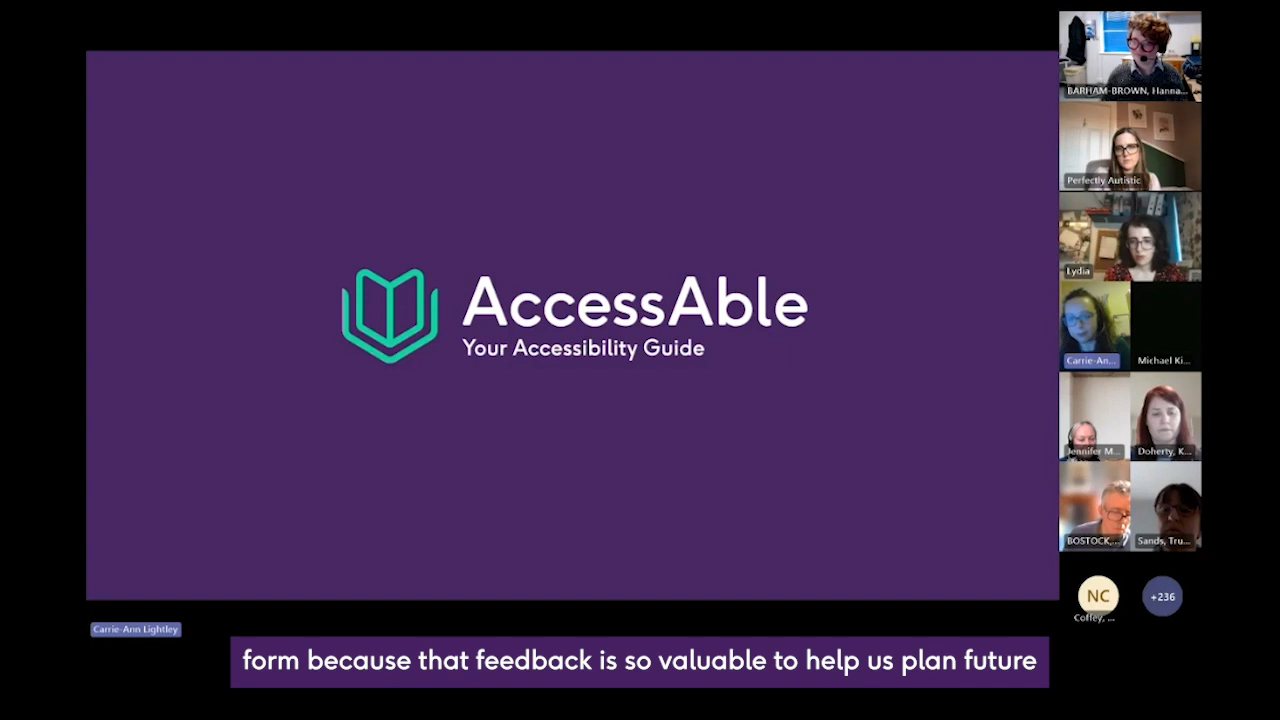 AccessAble
Your Accessibility Guide
BARHAM-BROWN, Hanna...
Perfectly Autistic
Lydia
Carrie-An...
Michael Ki...
Jennifer M...
Doherty, K...
BOSTOCK,...
Sands, Tru...
NC
+236
Coffey, ...
Carrie-Ann Lightley
form because that feedback is so valuable to help us plan future